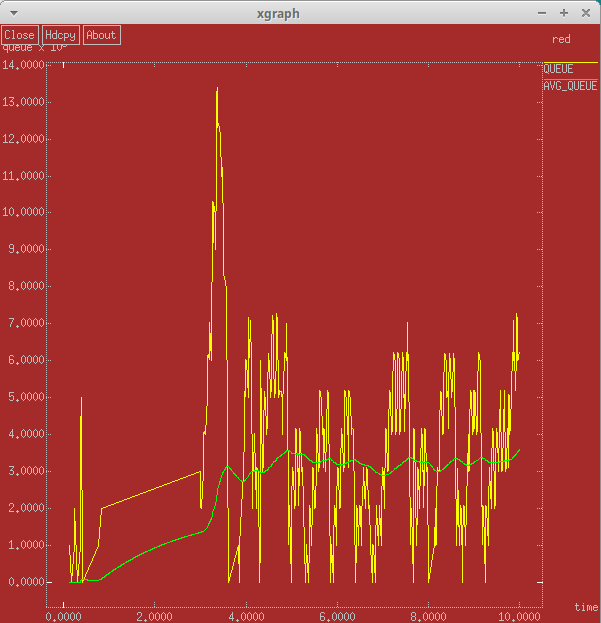 xgraph
Close Hdcpy About
queue x 10
red
14.0000
QUEUE
AVG_QUEUE
13.0000
12.0000
11.0000
10.0000
9.0000
8.0000
7.0000
6.0000
5.0000
4.0000
3.0000
2.0000
1.0000
0.0000
time
0.0000 2.0000 4.0000 6.0000 8.0000 10.0000